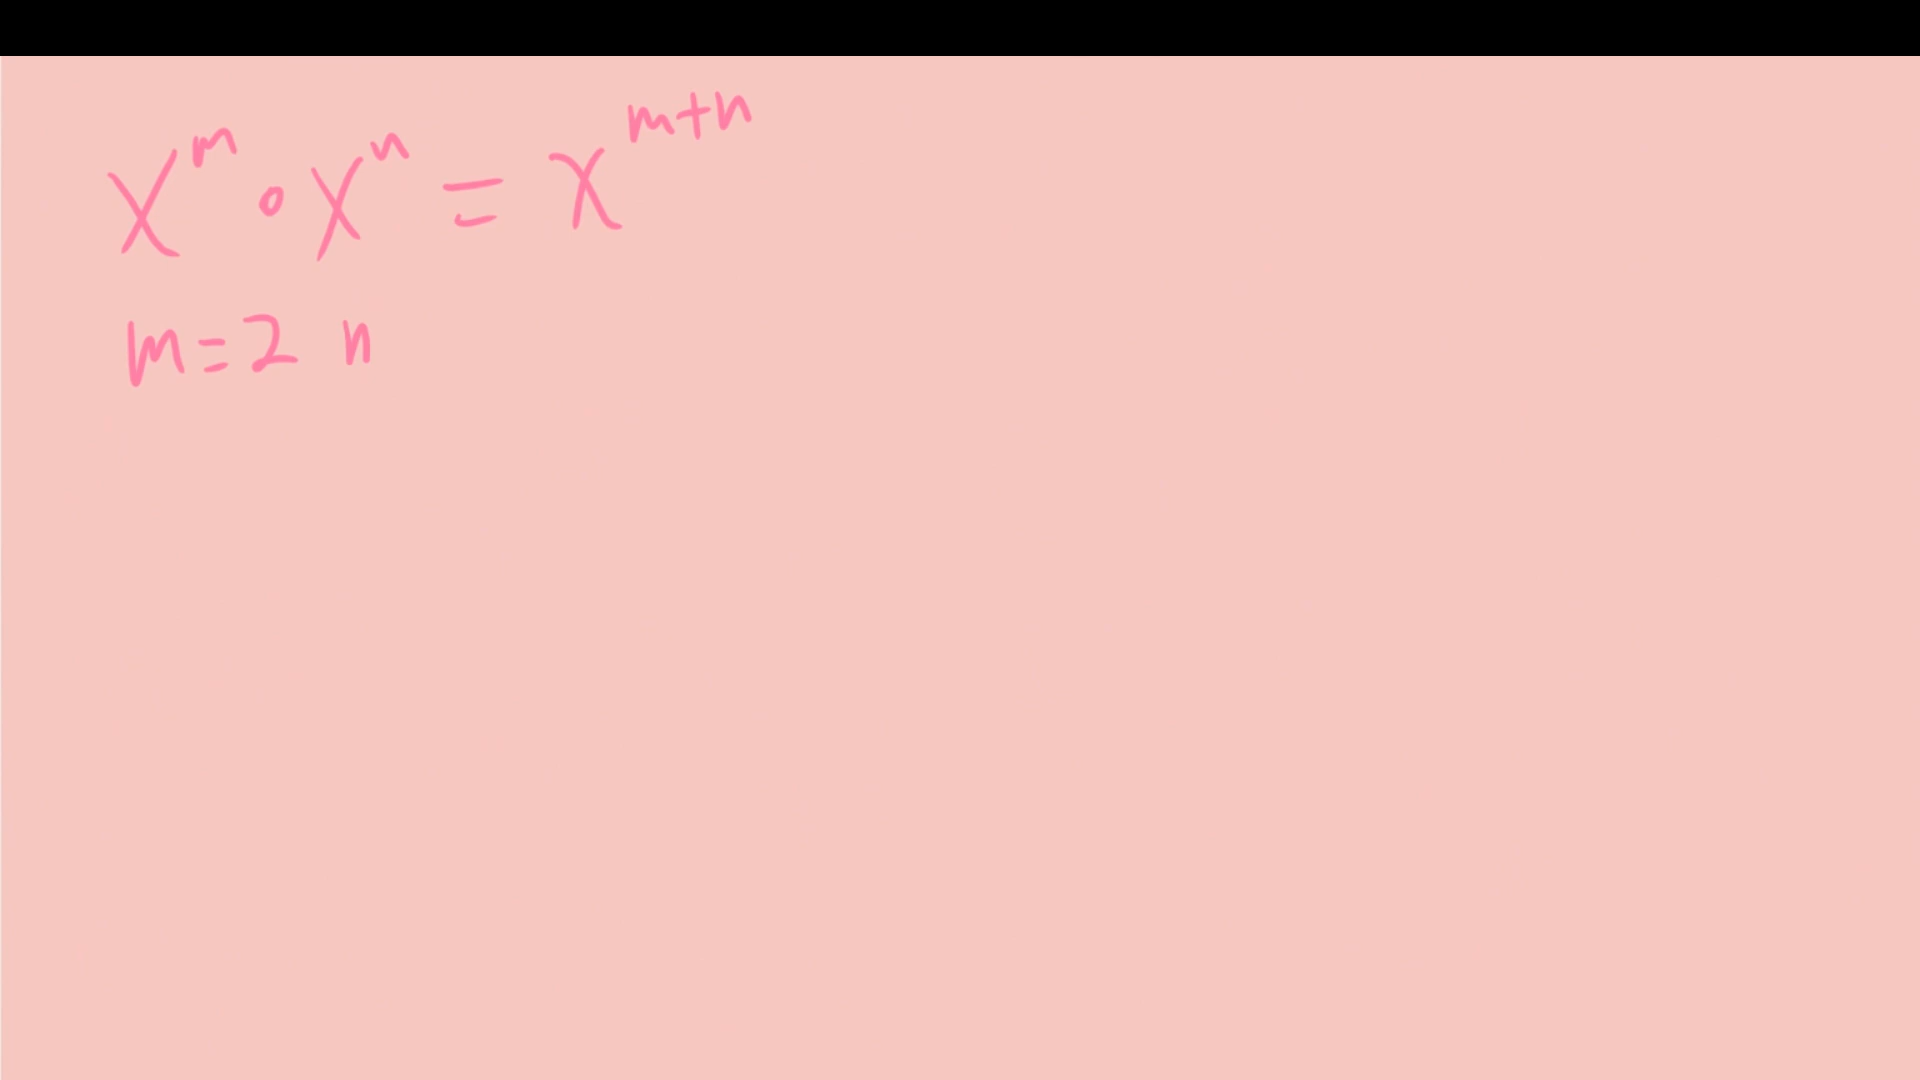 x^m · x^n = x^{m+n}
m=2 n